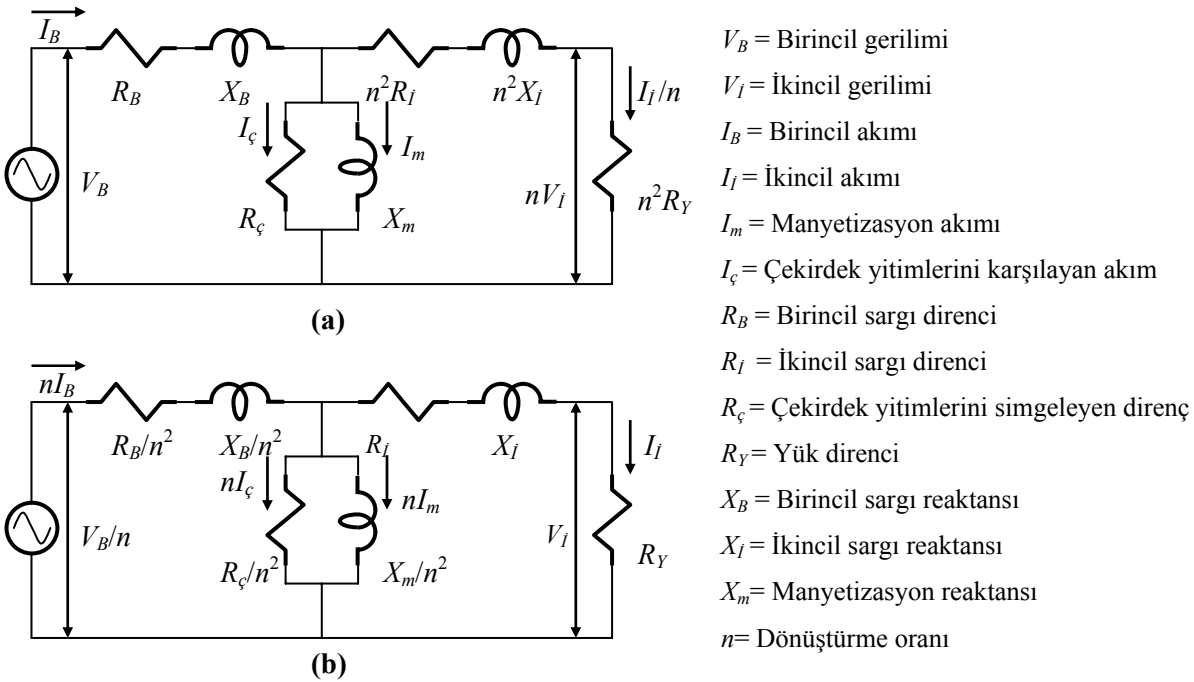 I_B
R_B
X_B
n²R_İ
n²X_İ
I_İ/n
I_ç
I_m
V_B
nV_İ
n²R_Y
R_ç
X_m
(a)
nI_B
R_B/n²
X_B/n²
R_İ
X_İ
I_İ
nI_ç
nI_m
V_B/n
V_İ
R_Y
R_ç/n²
X_m/n²
(b)
V_B = Birincil gerilimi
V_İ = İkincil gerilimi
I_B = Birincil akımı
I_İ = İkincil akımı
I_m = Manyetizasyon akımı
I_ç = Çekirdek yitimlerini karşılayan akım
R_B = Birincil sargı direnci
R_İ = İkincil sargı direnci
R_ç = Çekirdek yitimlerini simgeleyen direnç
R_Y = Yük direnci
X_B = Birincil sargı reaktansı
X_İ = İkincil sargı reaktansı
X_m= Manyetizasyon reaktansı
n= Dönüştürme oranı